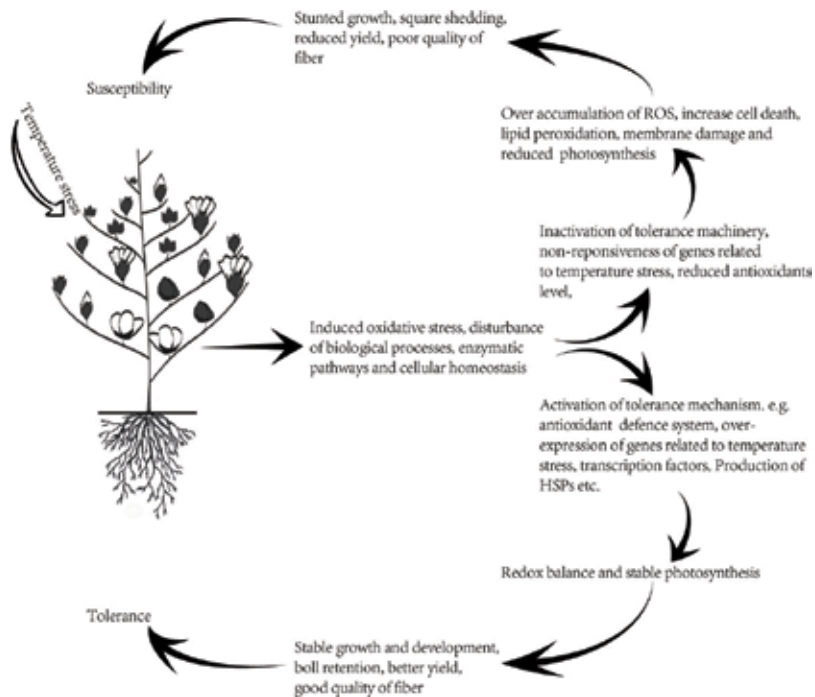 Stunted growth, square shedding,
reduced yield, poor quality of
fiber
Susceptibility
Temperature stress
Over accumulation of ROS, increase cell death,
lipid peroxidation, membrane damage and
reduced photosynthesis
Inactivation of tolerance machinery,
non-reponsiveness of genes related
to temperature stress, reduced antioxidants
level,
Induced oxidative stress, disturbance
of biological processes, enzymatic
pathways and cellular homeostasis
Activation of tolerance mechanism. e.g.
antioxidant defence system, over-
expression of genes related to temperature
stress, transcription factors, Production of
HSPs etc.
Redox balance and stable photosynthesis
Tolerance
Stable growth and development,
boll retention, better yield,
good quality of fiber